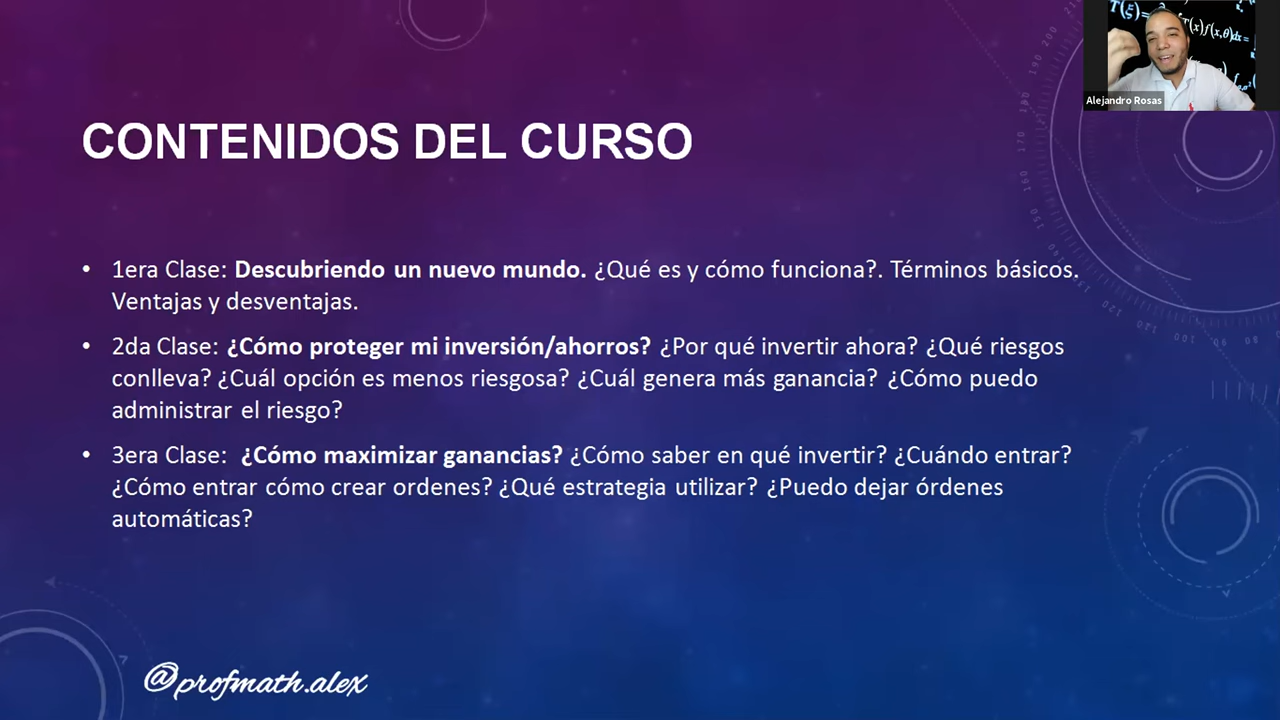 CONTENIDOS DEL CURSO
• 1era Clase: Descubriendo un nuevo mundo. ¿Qué es y cómo funciona?. Términos básicos.
Ventajas y desventajas.
• 2da Clase: ¿Cómo proteger mi inversión/ahorros? ¿Por qué invertir ahora? ¿Qué riesgos
conlleva? ¿Cuál opción es menos riesgosa? ¿Cuál genera más ganancia? ¿Cómo puedo
administrar el riesgo?
• 3era Clase: ¿Cómo maximizar ganancias? ¿Cómo saber en qué invertir? ¿Cuándo entrar?
¿Cómo entrar cómo crear ordenes? ¿Qué estrategia utilizar? ¿Puedo dejar órdenes
automáticas?
@profmath.alex
Alejandro Rosas